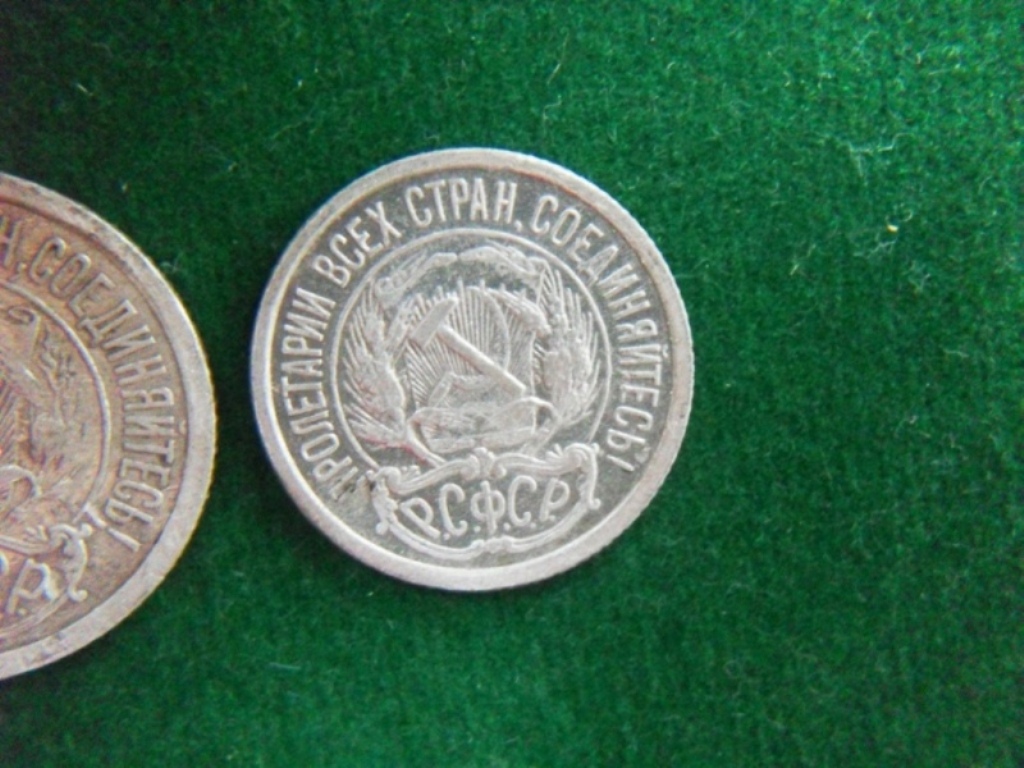 Н, СОЕДИНЯЙТЕСЬ!
С.Р.
ПРОЛЕТАРИИ ВСЕХ СТРАН, СОЕДИНЯЙТЕСЬ!
Р.С.Ф.С.Р.